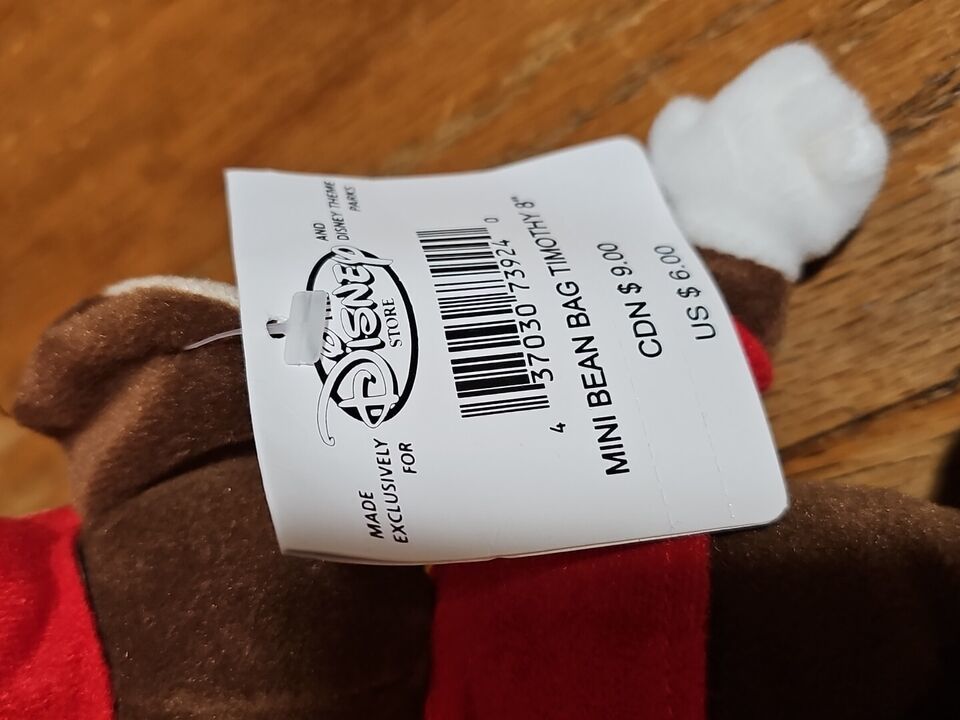 MADE
EXCLUSIVELY
FOR
Disney
STORE
AND
DISNEY THEME
PARKS
4 37030 73924 0
MINI BEAN BAG TIMOTHY 8"
CDN $ 9.00
US $ 6.00